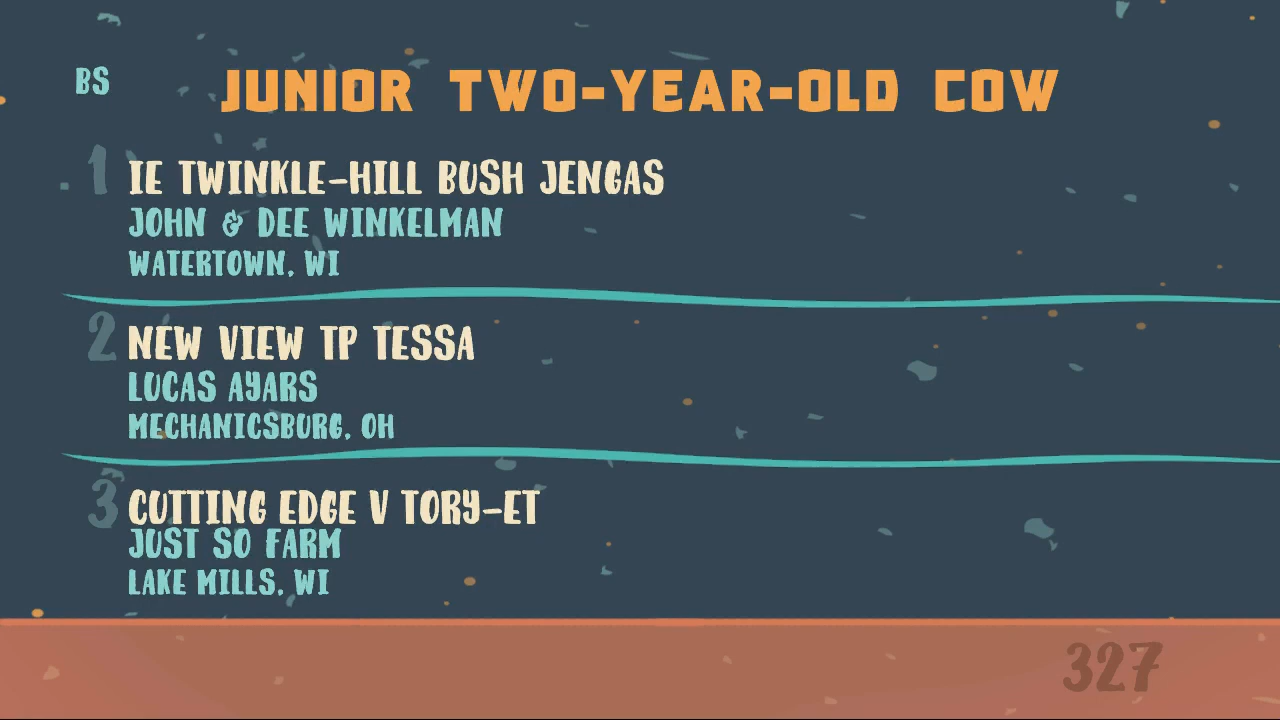 BS
JUNIOR TWO-YEAR-OLD COW
1 IE TWINKLE-HILL BUSH JENGAS
JOHN & DEE WINKELMAN
WATERTOWN, WI
2 NEW VIEW TP TESSA
LUCAS AYARS
MECHANICSBURG, OH
3 CUTTING EDGE V TORY-ET
JUST SO FARM
LAKE MILLS, WI
327